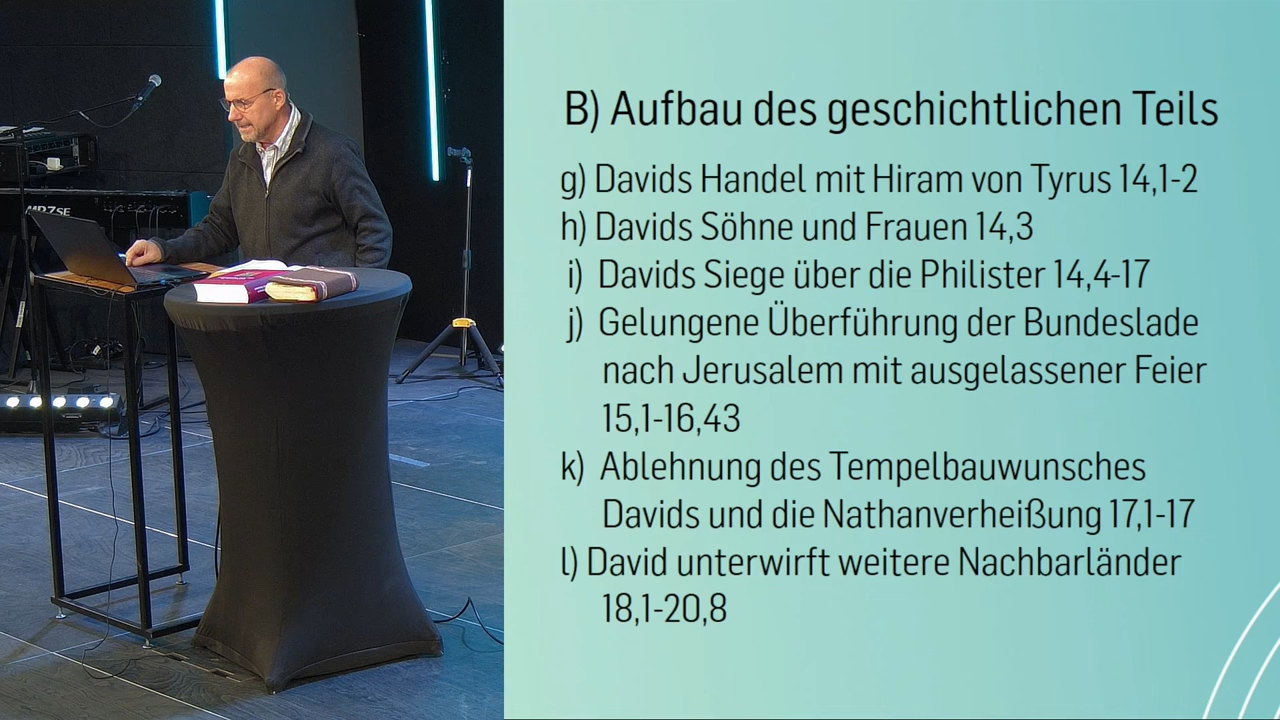 B) Aufbau des geschichtlichen Teils
g) Davids Handel mit Hiram von Tyrus 14,1-2
h) Davids Söhne und Frauen 14,3
i) Davids Siege über die Philister 14,4-17
j) Gelungene Überführung der Bundeslade
nach Jerusalem mit ausgelassener Feier
15,1-16,43
k) Ablehnung des Tempelbauwunsches
Davids und die Nathanverheißung 17,1-17
l) David unterwirft weitere Nachbarländer
18,1-20,8